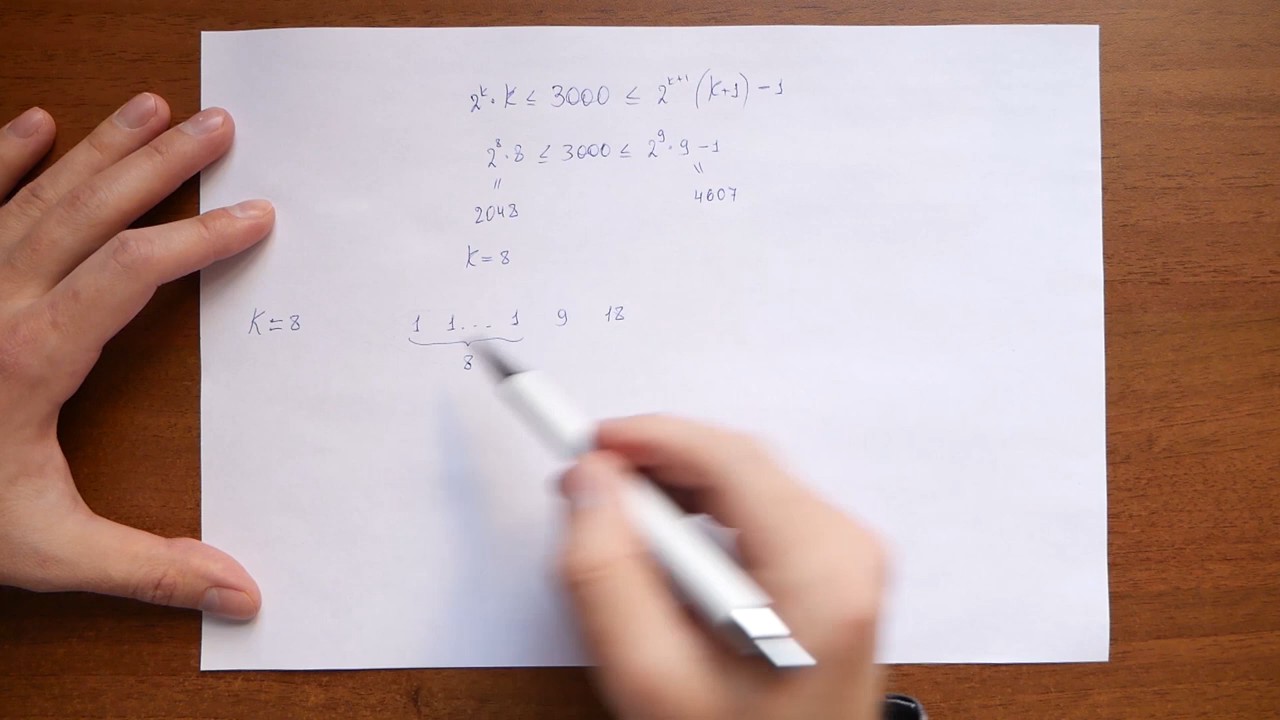 2^k · k ≤ 3000 ≤ 2^(k+1) (k+1) − 1
2^8 · 8 ≤ 3000 ≤ 2^9 · 9 − 1
= =
2048 4607
K = 8
K = 8 1 1 . . . 1 9 18
8